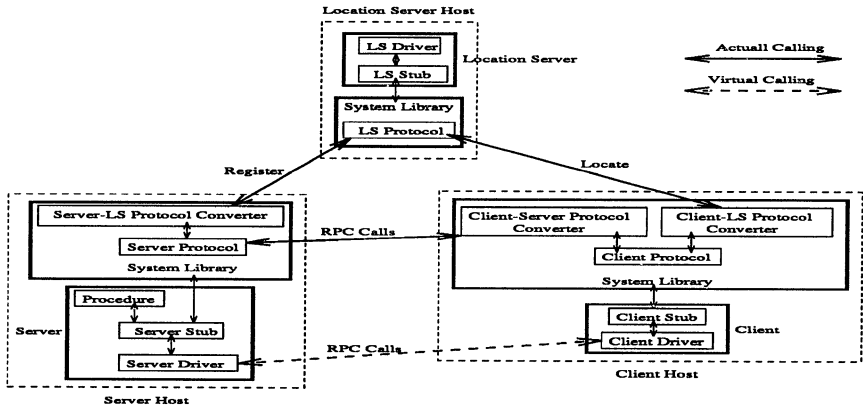 Location Server Host
LS Driver
LS Stub
Location Server
System Library
LS Protocol
Actuall Calling
Virtual Calling
Register
Locate
Server-LS Protocol Converter
Server Protocol
System Library
RPC Calls
Client-Server Protocol
Converter
Client-LS Protocol
Converter
Client Protocol
System Library
Procedure
Server
Server Stub
Server Driver
RPC Calls
Client Stub
Client
Client Driver
Client Host
Server Host